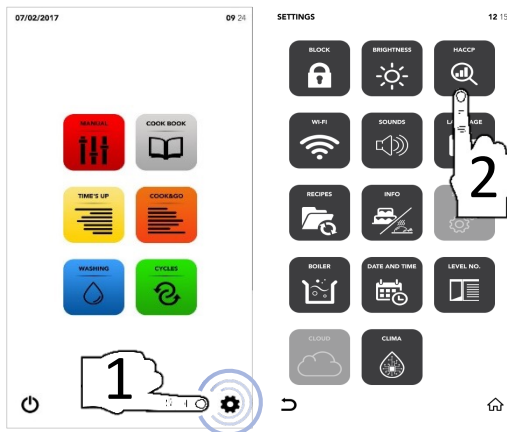 07/02/2017 09 24
MANUAL COOK BOOK
TIME'S UP COOK&GO
WASHING CYCLES
1
SETTINGS 12 15
BLOCK BRIGHTNESS HACCP
WI-FI SOUNDS
2
RECIPES INFO
BOILER DATE AND TIME LEVEL NO.
CLOUD CLIMA